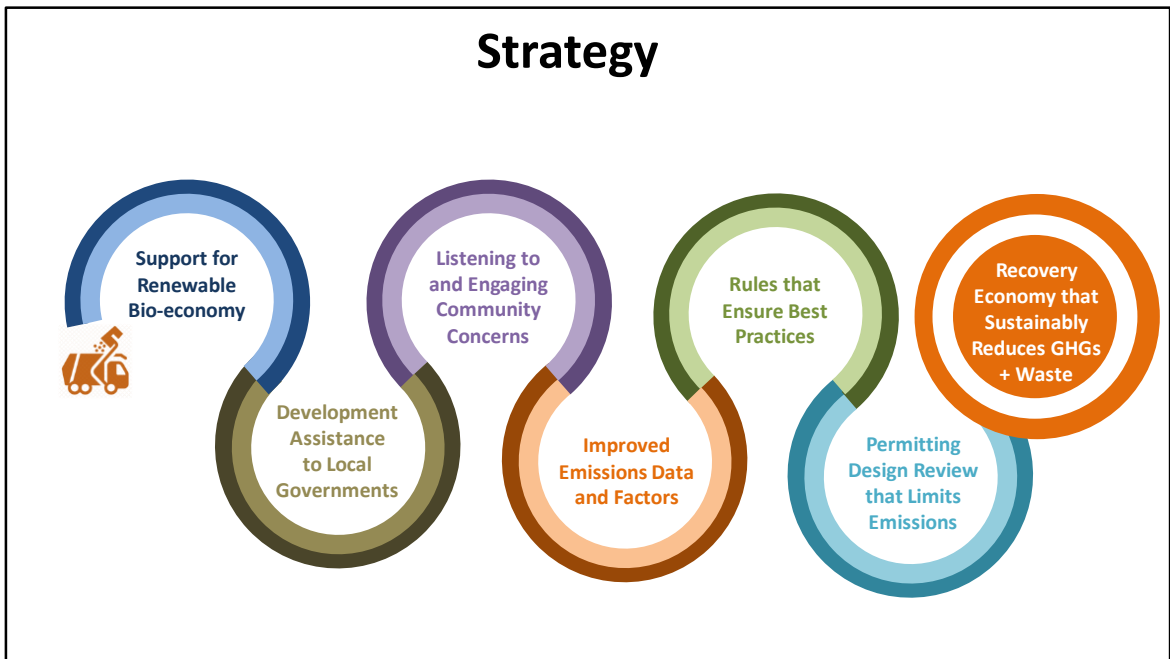 Strategy
Support for
Renewable
Bio-economy
Development
Assistance
to Local
Governments
Listening to
and Engaging
Community
Concerns
Improved
Emissions Data
and Factors
Rules that
Ensure Best
Practices
Permitting
Design Review
that Limits
Emissions
Recovery
Economy that
Sustainably
Reduces GHGs
+ Waste